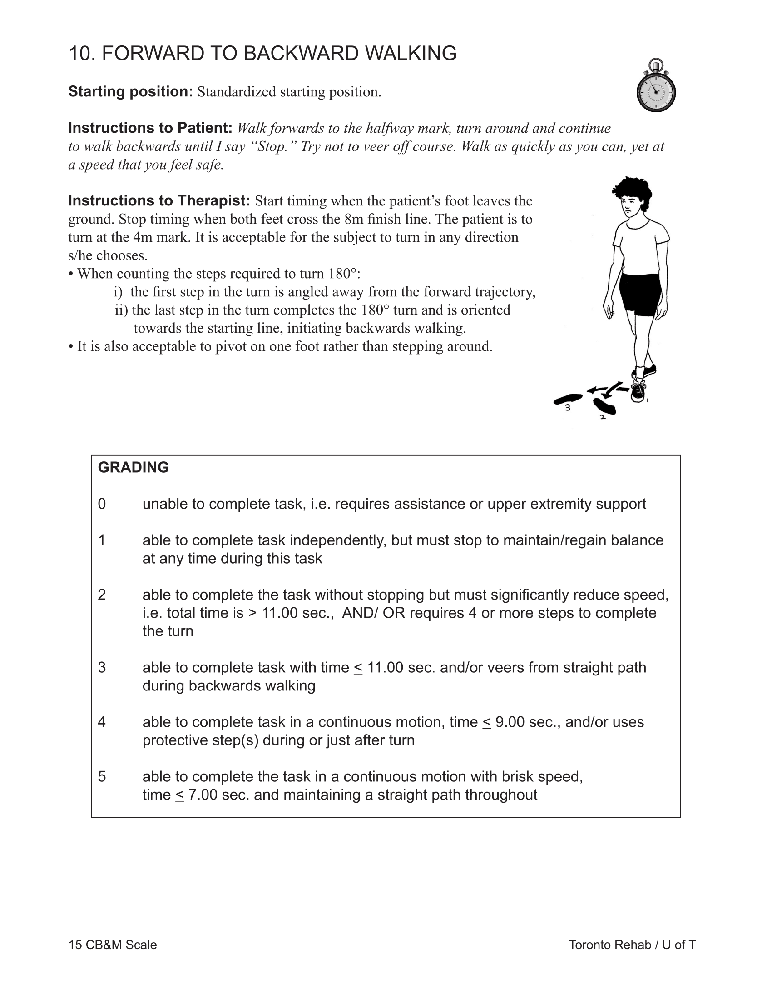 10. FORWARD TO BACKWARD WALKING
Starting position: Standardized starting position.
Instructions to Patient: Walk forwards to the halfway mark, turn around and continue
to walk backwards until I say “Stop.” Try not to veer off course. Walk as quickly as you can, yet at
a speed that you feel safe.
Instructions to Therapist: Start timing when the patient’s foot leaves the
ground. Stop timing when both feet cross the 8m finish line. The patient is to
turn at the 4m mark. It is acceptable for the subject to turn in any direction
s/he chooses.
• When counting the steps required to turn 180°:
i) the first step in the turn is angled away from the forward trajectory,
ii) the last step in the turn completes the 180° turn and is oriented
towards the starting line, initiating backwards walking.
• It is also acceptable to pivot on one foot rather than stepping around.
1
3
2
GRADING
0 unable to complete task, i.e. requires assistance or upper extremity support
1 able to complete task independently, but must stop to maintain/regain balance
at any time during this task
2 able to complete the task without stopping but must significantly reduce speed,
i.e. total time is > 11.00 sec., AND/ OR requires 4 or more steps to complete
the turn
3 able to complete task with time ≤ 11.00 sec. and/or veers from straight path
during backwards walking
4 able to complete task in a continuous motion, time ≤ 9.00 sec., and/or uses
protective step(s) during or just after turn
5 able to complete the task in a continuous motion with brisk speed,
time ≤ 7.00 sec. and maintaining a straight path throughout
15 CB&M Scale
Toronto Rehab / U of T